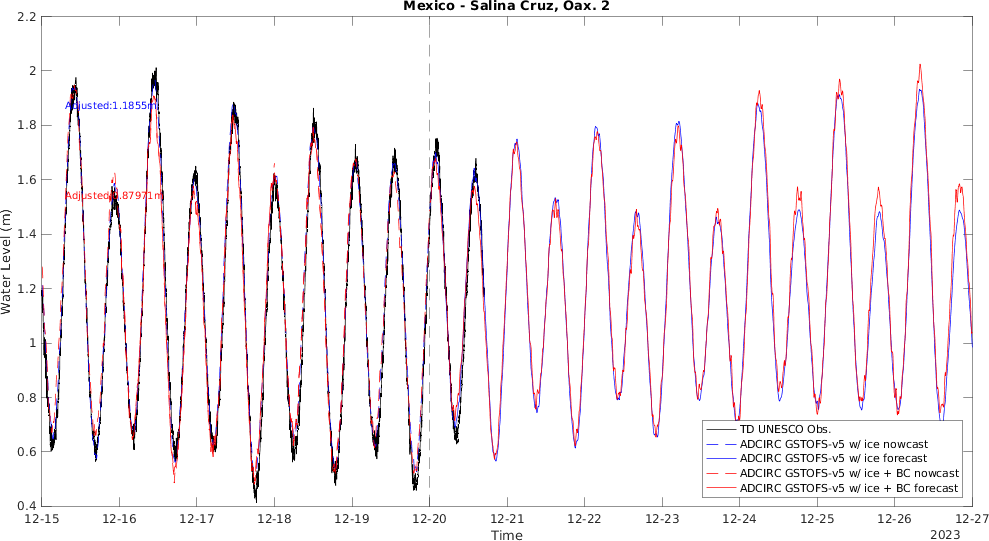 Mexico - Salina Cruz, Oax. 2
2.2
2
1.8
1.6
1.4
1.2
1
0.8
0.6
0.4
Water Level (m)
Adjusted:1.1855m
Adjusted:0.87971m
TD UNESCO Obs.
ADCIRC GSTOFS-v5 w/ ice nowcast
ADCIRC GSTOFS-v5 w/ ice forecast
ADCIRC GSTOFS-v5 w/ ice + BC nowcast
ADCIRC GSTOFS-v5 w/ ice + BC forecast
12-15 12-16 12-17 12-18 12-19 12-20 12-21 12-22 12-23 12-24 12-25 12-26 12-27
Time
2023